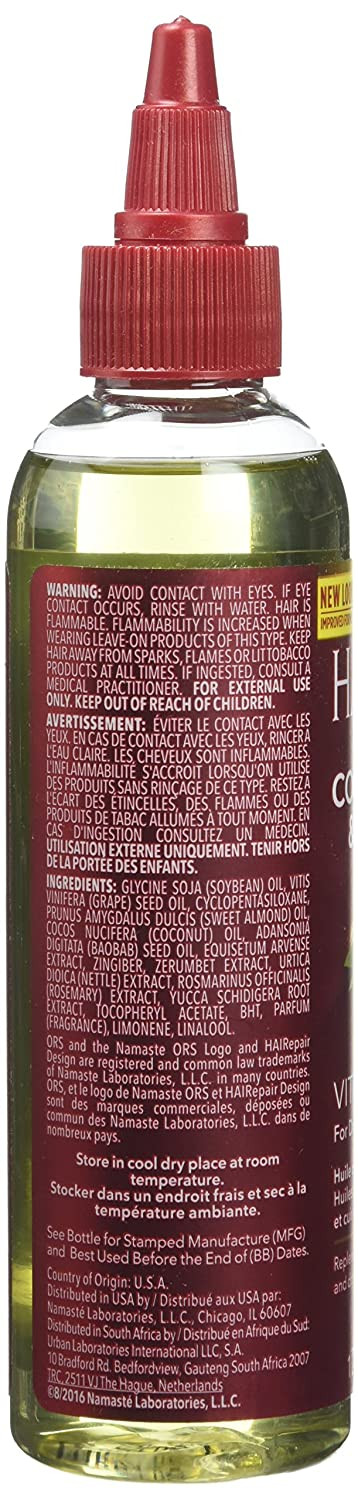 WARNING: AVOID CONTACT WITH EYES. IF EYE
CONTACT OCCURS, RINSE WITH WATER. HAIR IS
FLAMMABLE. FLAMMABILITY IS INCREASED WHEN
WEARING LEAVE-ON PRODUCTS OF THIS TYPE. KEEP
HAIR AWAY FROM SPARKS, FLAMES OR LIT TOBACCO
PRODUCTS AT ALL TIMES. IF INGESTED, CONSULT A
MEDICAL PRACTITIONER. FOR EXTERNAL USE
ONLY. KEEP OUT OF REACH OF CHILDREN.
AVERTISSEMENT: ÉVITER LE CONTACT AVEC LES
YEUX. EN CAS DE CONTACT AVEC LES YEUX, RINCER À
L'EAU CLAIRE. LES CHEVEUX SONT INFLAMMABLES.
L'INFLAMMABILITÉ S'ACCROIT LORSQU'ON UTILISE
DES PRODUITS SANS RINÇAGE DE CE TYPE. RESTEZ À
L'ÉCART DES ÉTINCELLES, DES FLAMMES OU DES
PRODUITS DE TABAC ALLUMÉS À TOUT MOMENT. EN
CAS D'INGESTION CONSULTEZ UN MÉDECIN.
UTILISATION EXTERNE UNIQUEMENT. TENIR HORS
DE LA PORTÉE DES ENFANTS.
INGREDIENTS: GLYCINE SOJA (SOYBEAN) OIL, VITIS
VINIFERA (GRAPE) SEED OIL, CYCLOPENTASILOXANE,
PRUNUS AMYGDALUS DULCIS (SWEET ALMOND) OIL,
COCOS NUCIFERA (COCONUT) OIL, ADANSONIA
DIGITATA (BAOBAB) SEED OIL, EQUISETUM ARVENSE
EXTRACT, ZINGIBER, ZERUMBET EXTRACT, URTICA
DIOICA (NETTLE) EXTRACT, ROSMARINUS OFFICINALIS
(ROSEMARY) EXTRACT, YUCCA SCHIDIGERA ROOT
EXTRACT, TOCOPHERYL ACETATE, BHT, PARFUM
(FRAGRANCE), LIMONENE, LINALOOL.
ORS and the Namaste ORS Logo and HAIRepair
Design are registered and common law trademarks
of Namaste Laboratories, L.L.C. in many countries.
ORS, et le logo de Namaste ORS et HAIRepair Design
sont des marques commerciales, déposées ou
commun des Namaste Laboratories, L.L.C. dans de
nombreux pays.
Store in cool dry place at room
temperature.
Stocker dans un endroit frais et sec à la
température ambiante.
See Bottle for Stamped Manufacture (MFG)
and Best Used Before the End of (BB) Dates.
Country of Origin: U.S.A.
Distributed in USA by / Distribué aux USA par:
Namasté Laboratories, L.L.C., Chicago, IL 60607
Distributed in South Africa by / Distribué en Afrique du Sud:
Urban Laboratories International LLC, S.A.
10 Bradford Rd. Bedfordview, Gauteng South Africa 2007
TRC, 2511 VJ The Hague, Netherlands
©8/2016 Namasté Laboratories, L.L.C.
NEW
IMPROVED
H
CO
&
VIT
For
Huile
Huile
et
and